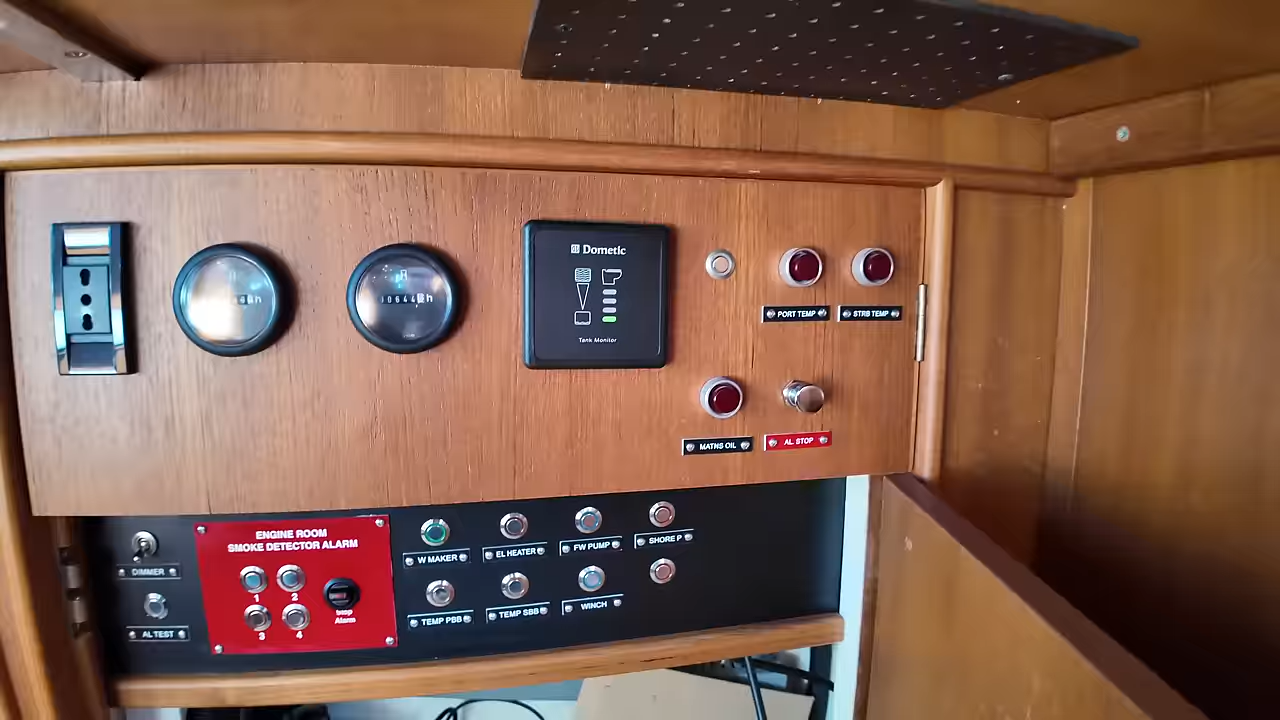 Dometic
Tank Monitor
PORT TEMP
STRB TEMP
MATNS OIL
AL STOP
DIMMER
AL TEST
ENGINE ROOM
SMOKE DETECTOR ALARM
1
2
3
4
Stop
Alarm
W MAKER
EL HEATER
FW PUMP
SHORE P
TEMP PBB
TEMP SBB
WINCH